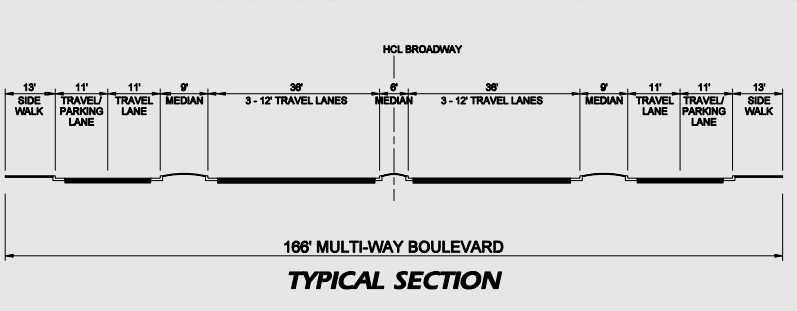 HCL BROADWAY
13' 11' 11' 9' 36' 6' 36' 9' 11' 11' 13'
SIDE TRAVEL/ TRAVEL MEDIAN 3 - 12' TRAVEL LANES MEDIAN 3 - 12' TRAVEL LANES MEDIAN TRAVEL TRAVEL/ SIDE
WALK PARKING LANE LANE PARKING WALK
LANE LANE
166' MULTI-WAY BOULEVARD
TYPICAL SECTION